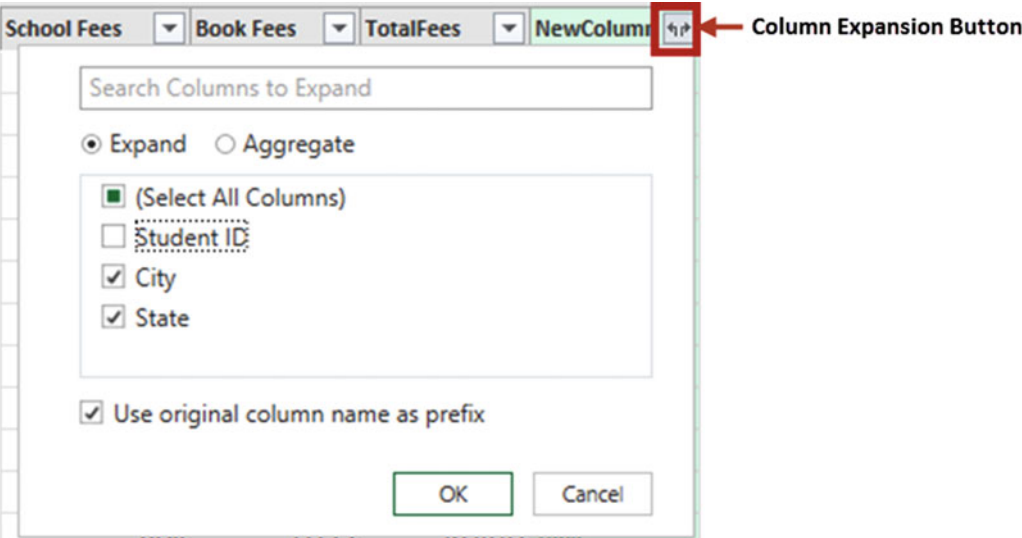 School Fees Book Fees TotalFees NewColumn Column Expansion Button
Search Columns to Expand
Expand Aggregate
(Select All Columns)
Student ID
City
State
Use original column name as prefix
OK Cancel